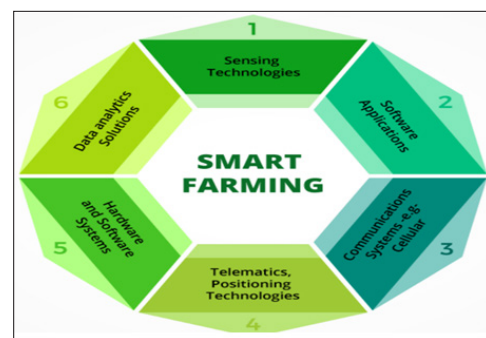 1
Sensing
Technologies
2
Software
Applications
3
Communications
Systems -e.g-
Cellular
4
Telematics,
Positioning
Technologies
5
Hardware
and Software
Systems
6
Data analytics
Solutions
SMART
FARMING